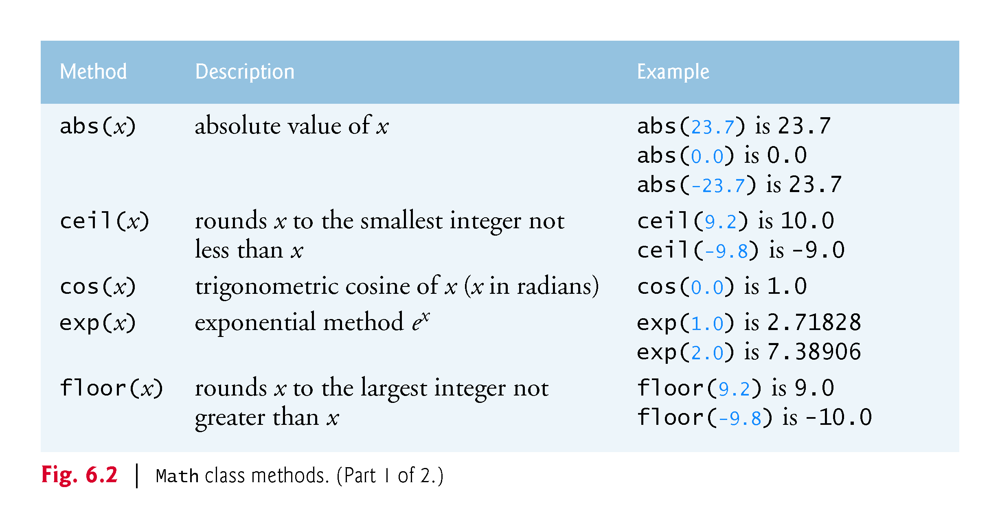 Method Description Example
abs(x) absolute value of x abs(23.7) is 23.7
abs(0.0) is 0.0
abs(-23.7) is 23.7
ceil(x) rounds x to the smallest integer not ceil(9.2) is 10.0
less than x ceil(-9.8) is -9.0
cos(x) trigonometric cosine of x (x in radians) cos(0.0) is 1.0
exp(x) exponential method eˣ exp(1.0) is 2.71828
exp(2.0) is 7.38906
floor(x) rounds x to the largest integer not floor(9.2) is 9.0
greater than x floor(-9.8) is -10.0
Fig. 6.2 | Math class methods. (Part 1 of 2.)